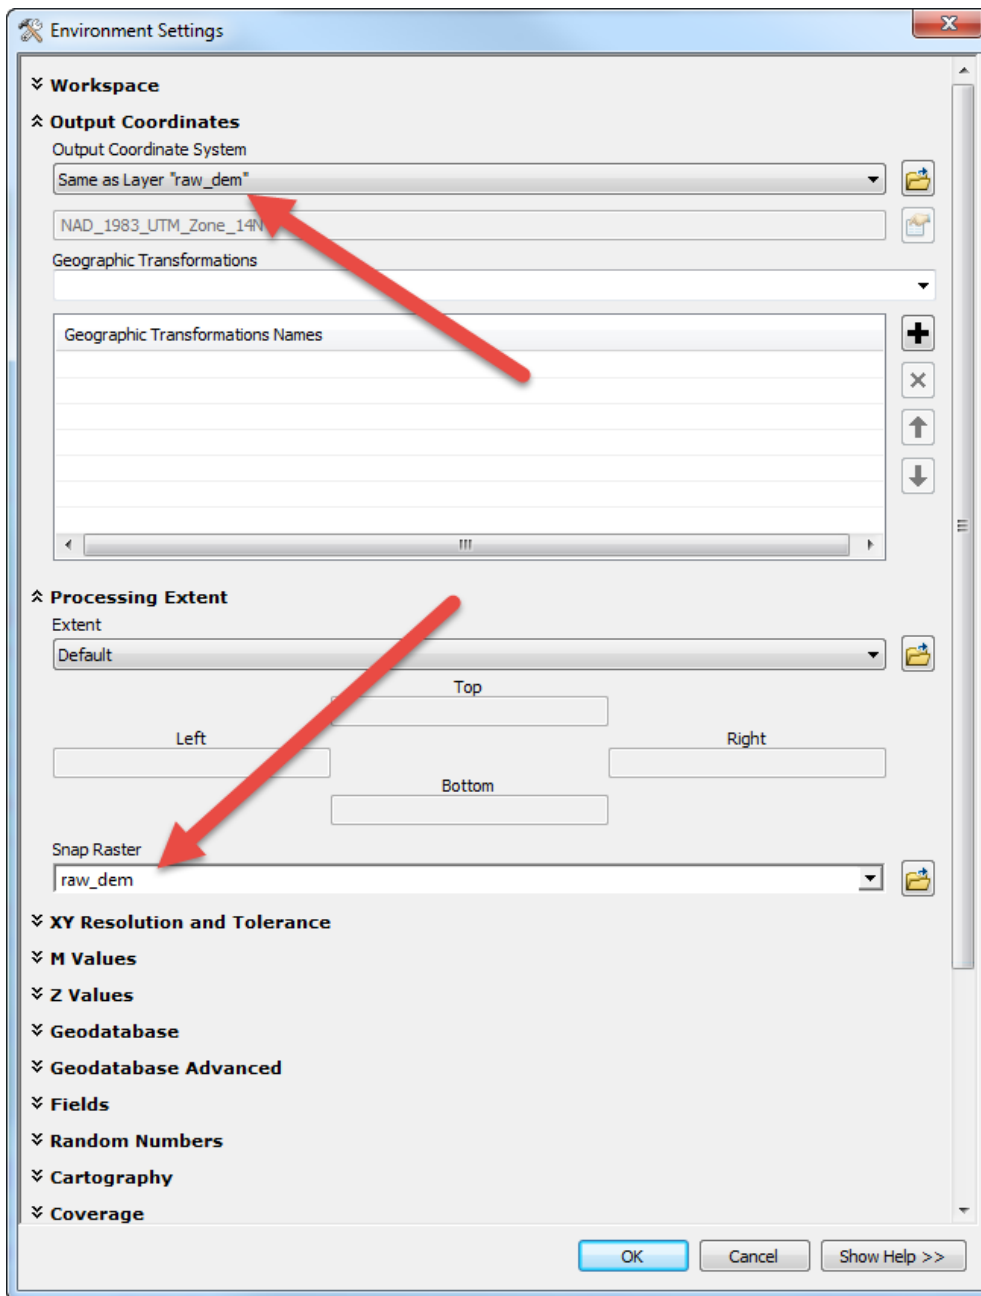 Environment Settings
Workspace
Output Coordinates
Output Coordinate System
Same as Layer "raw_dem"
NAD_1983_UTM_Zone_14N
Geographic Transformations
Geographic Transformations Names
Processing Extent
Extent
Default
Top
Left Right
Bottom
Snap Raster
raw_dem
XY Resolution and Tolerance
M Values
Z Values
Geodatabase
Geodatabase Advanced
Fields
Random Numbers
Cartography
Coverage
OK Cancel Show Help >>